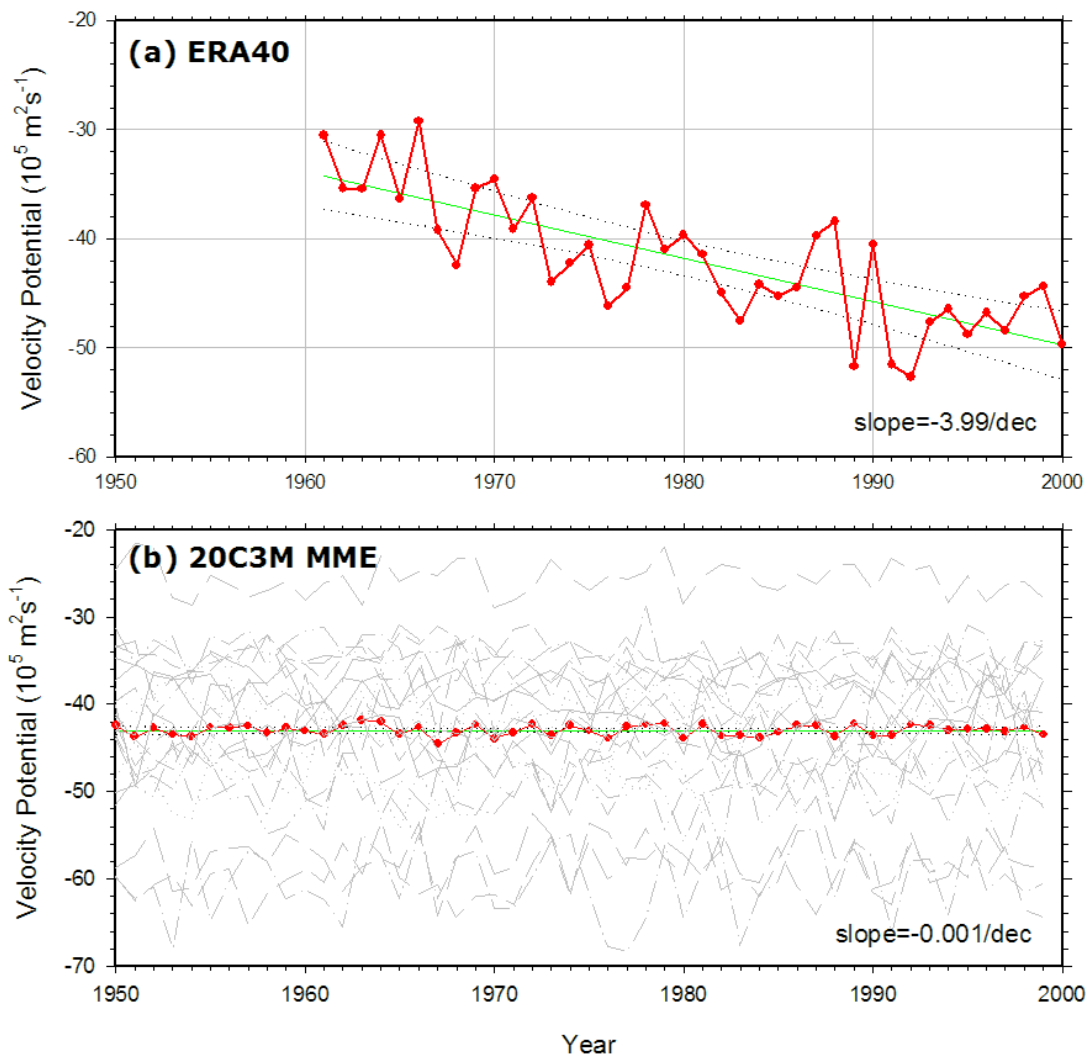 (a) ERA40
Velocity Potential (10⁵ m²s⁻¹)
-20
-30
-40
-50
-60
slope=-3.99/dec
1950 1960 1970 1980 1990 2000
(b) 20C3M MME
Velocity Potential (10⁵ m²s⁻¹)
-20
-30
-40
-50
-60
-70
slope=-0.001/dec
1950 1960 1970 1980 1990 2000
Year